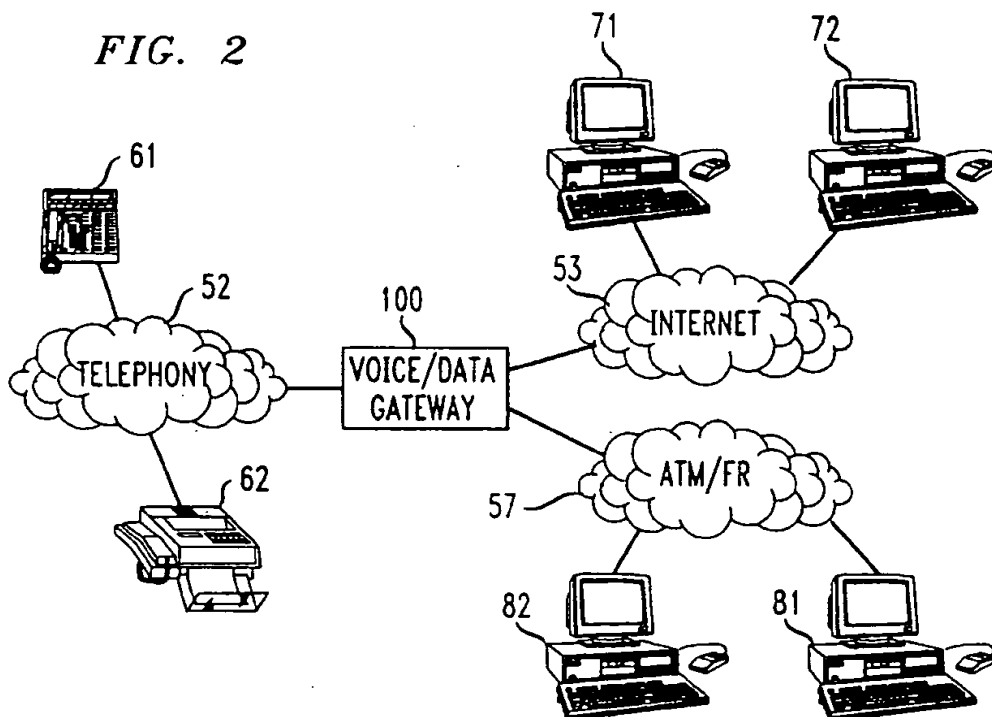 FIG. 2
71
72
61
52
53
100
INTERNET
TELEPHONY
VOICE/DATA
GATEWAY
ATM/FR
57
62
82
81